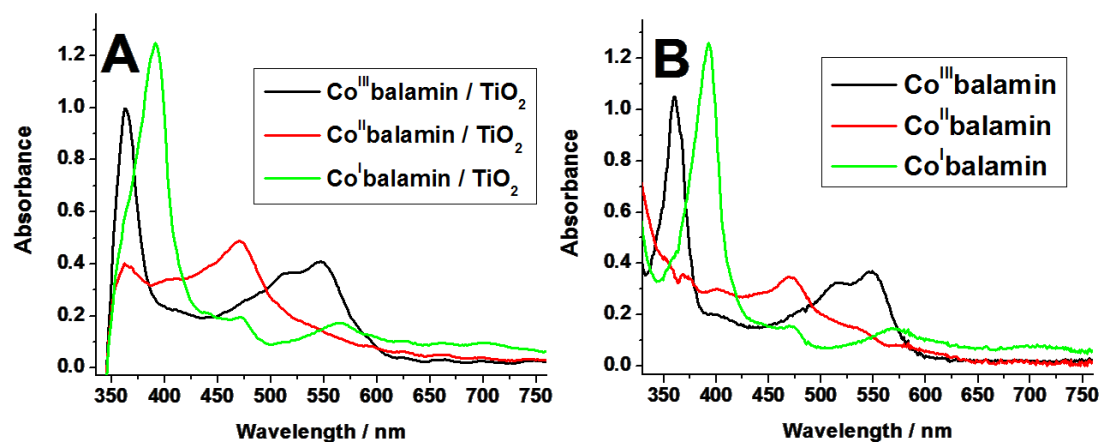 A
Co^III balamin / TiO₂
Co^II balamin / TiO₂
Co^I balamin / TiO₂
Absorbance
1.2
1.0
0.8
0.6
0.4
0.2
0.0
350 400 450 500 550 600 650 700 750
Wavelength / nm
B
Co^III balamin
Co^II balamin
Co^I balamin
Absorbance
1.2
1.0
0.8
0.6
0.4
0.2
0.0
350 400 450 500 550 600 650 700 750
Wavelength / nm